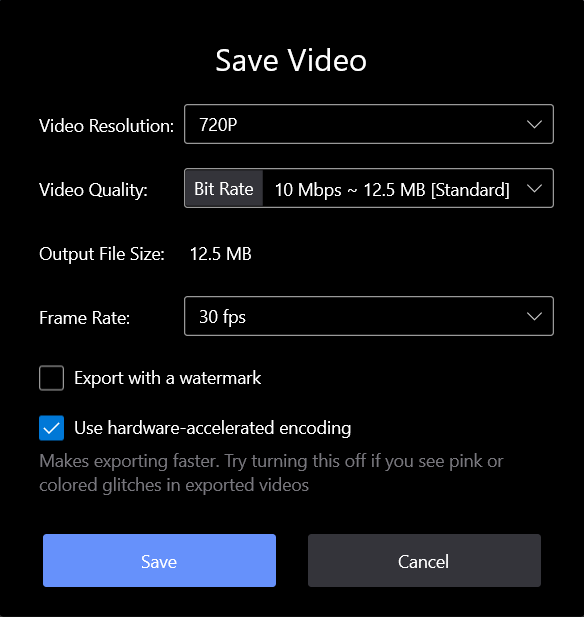 Save Video
Video Resolution: 720P
Video Quality: Bit Rate 10 Mbps ~ 12.5 MB [Standard]
Output File Size: 12.5 MB
Frame Rate: 30 fps
Export with a watermark
Use hardware-accelerated encoding
Makes exporting faster. Try turning this off if you see pink or
colored glitches in exported videos
Save Cancel